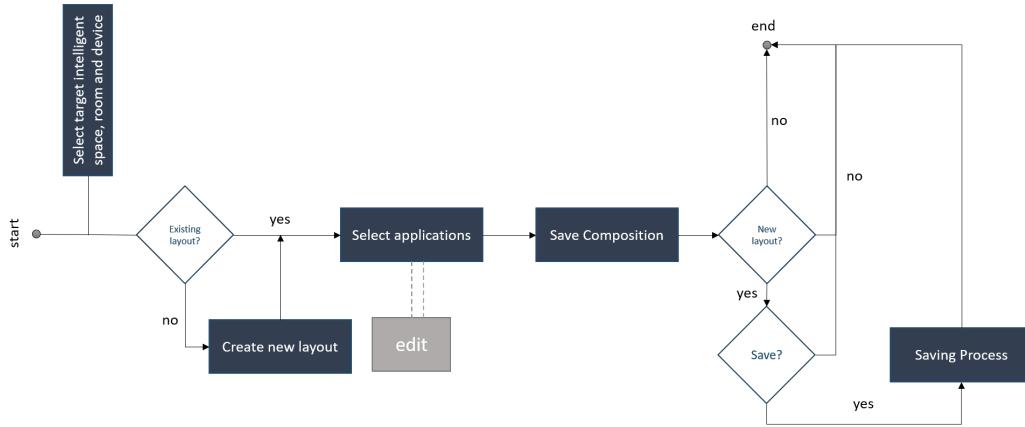 start
Select target intelligent
space, room and device
Existing
layout?
yes
no
Create new layout
Select applications
edit
Save Composition
New
layout?
no
end
no
yes
Save?
yes
Saving Process